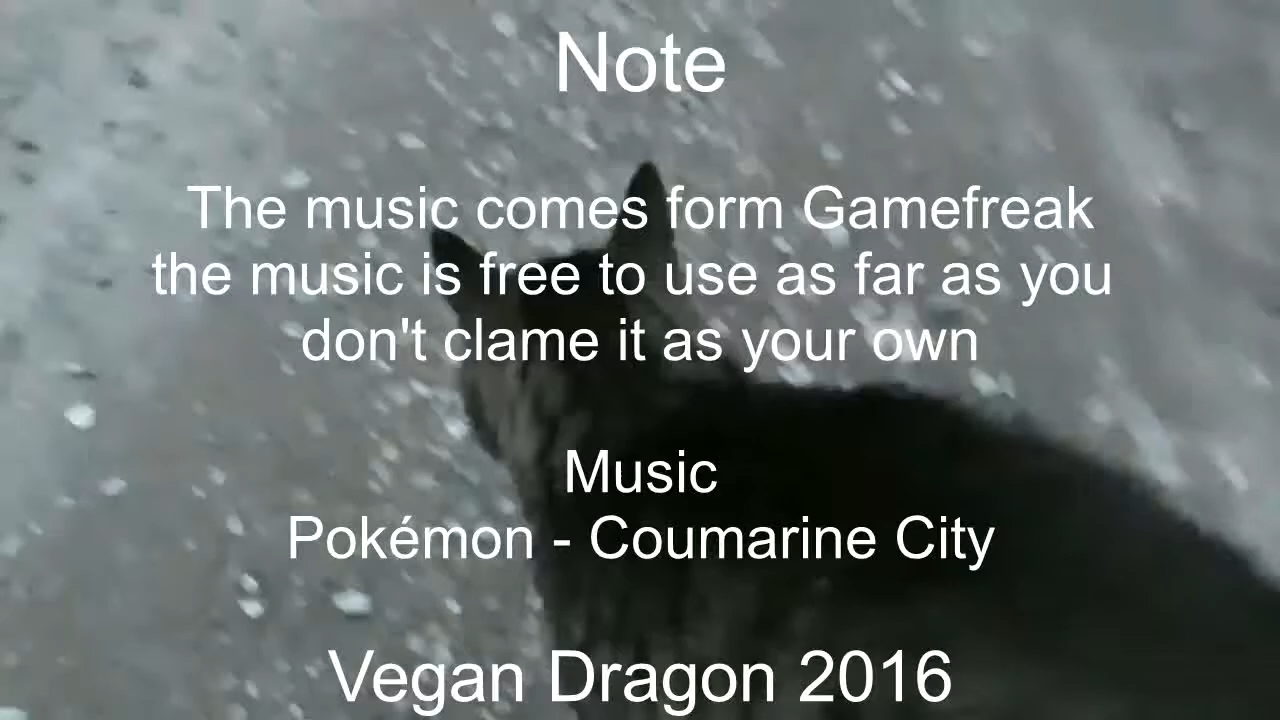 Note
The music comes form Gamefreak
the music is free to use as far as you
don't clame it as your own
Music
Pokémon - Coumarine City
Vegan Dragon 2016